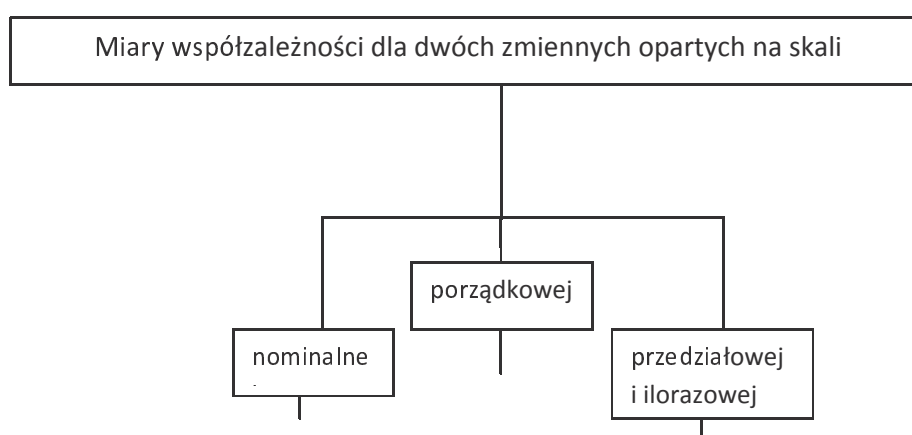 Miary współzależności dla dwóch zmiennych opartych na skali
porządkowej
nominalne
przedziałowej
i ilorazowej